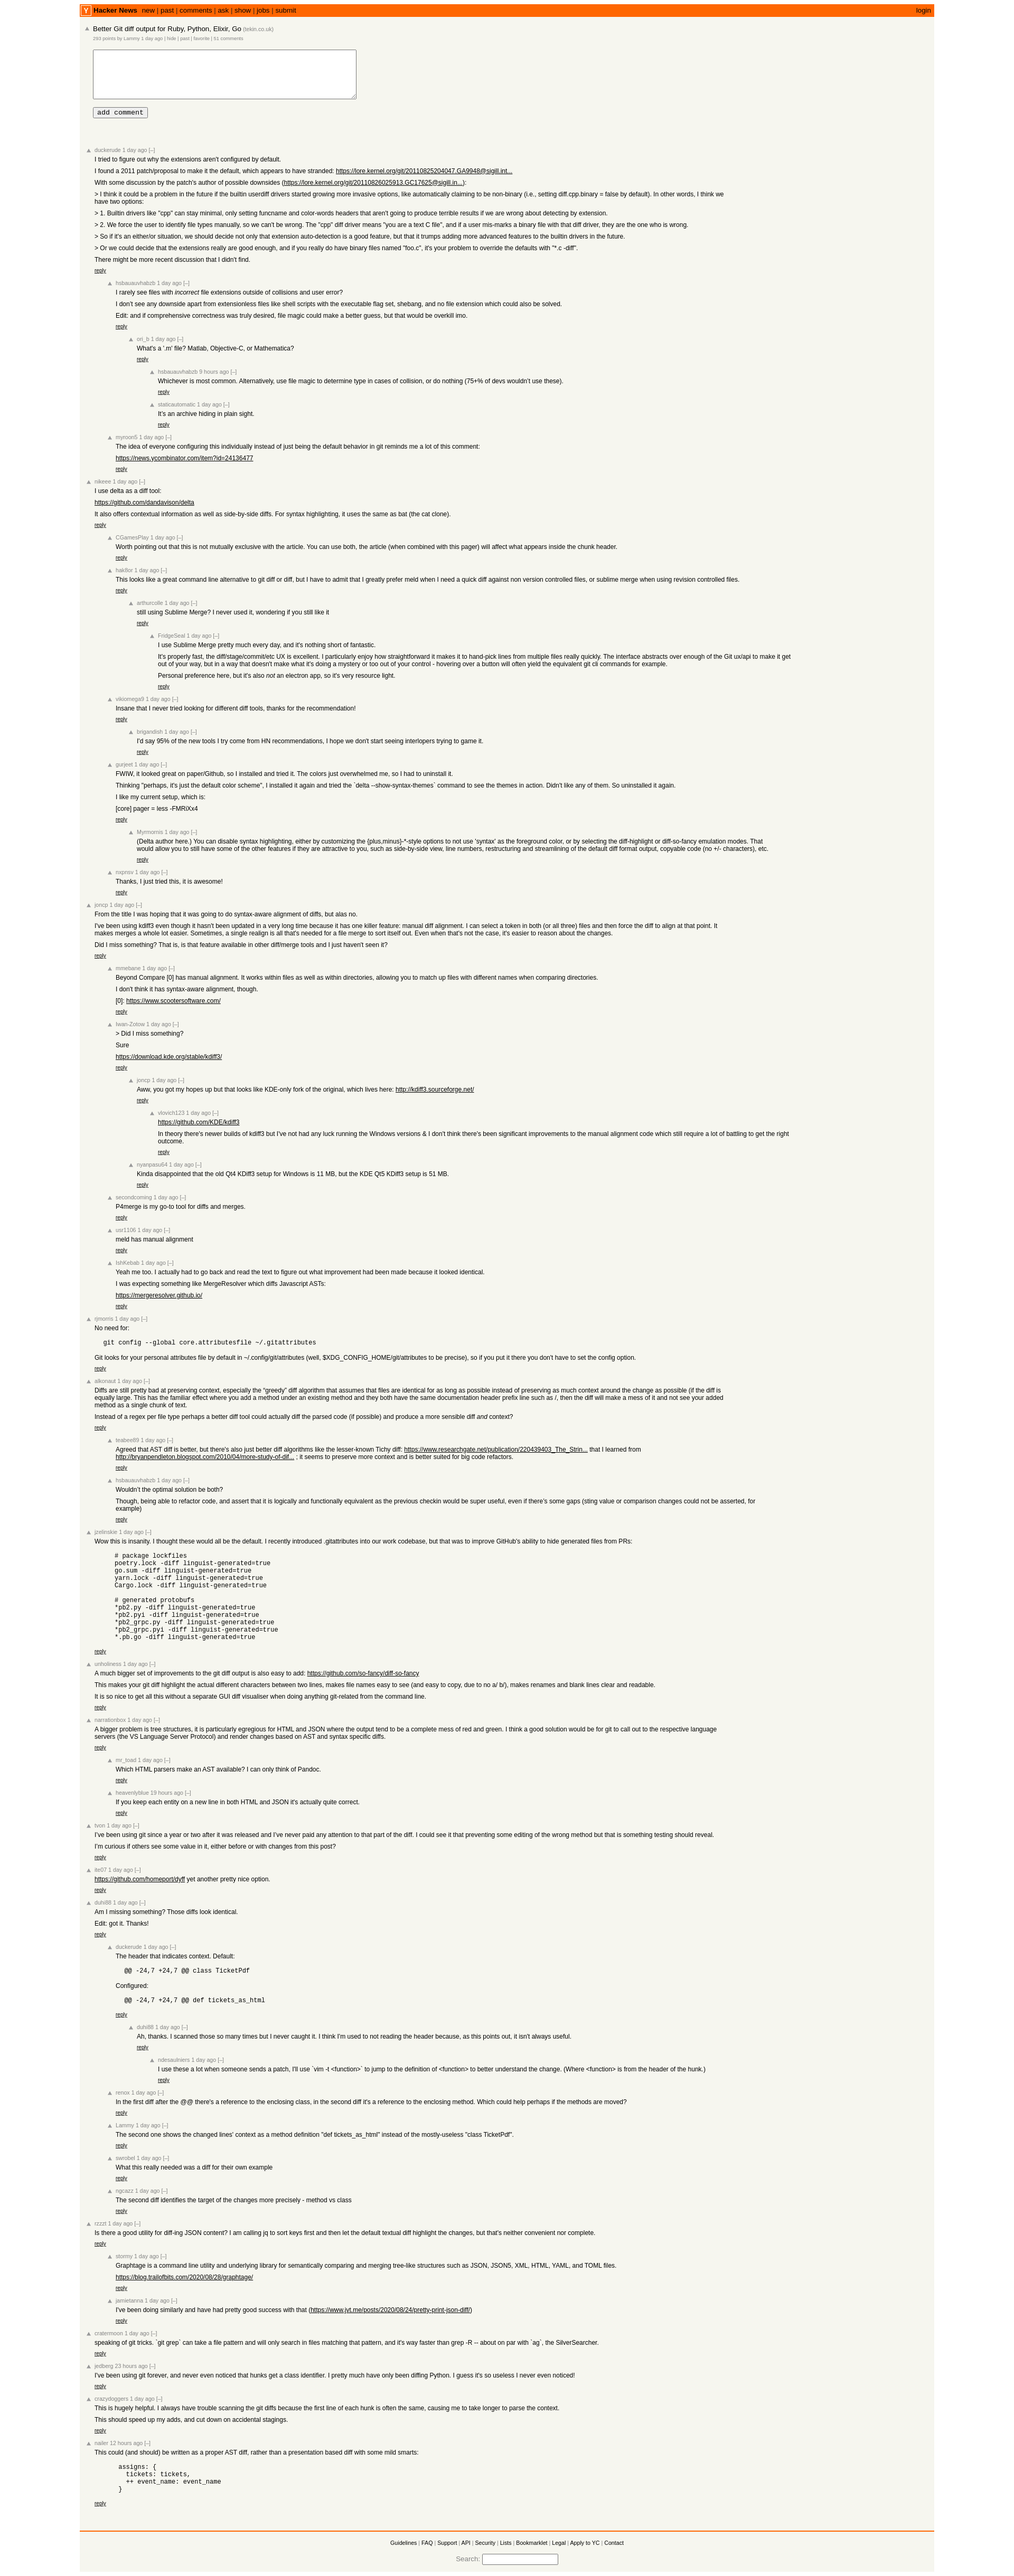 Y Hacker News new | past | comments | ask | show | jobs | submit login
Better Git diff output for Ruby, Python, Elixir, Go (tekin.co.uk)
293 points by Lammy 1 day ago | hide | past | favorite | 51 comments
add comment
duckerude 1 day ago [–]
I tried to figure out why the extensions aren't configured by default.
I found a 2011 patch/proposal to make it the default, which appears to have stranded: https://lore.kernel.org/git/20110825204047.GA9948@sigill.int...
With some discussion by the patch's author of possible downsides (https://lore.kernel.org/git/20110826025913.GC17625@sigill.in...):
> I think it could be a problem in the future if the builtin userdiff drivers started growing more invasive options, like automatically claiming to be non-binary (i.e., setting diff.cpp.binary = false by default). In other words, I think we
have two options:
> 1. Builtin drivers like "cpp" can stay minimal, only setting funcname and color-words headers that aren't going to produce terrible results if we are wrong about detecting by extension.
> 2. We force the user to identify file types manually, so we can't be wrong. The "cpp" diff driver means "you are a text C file", and if a user mis-marks a binary file with that diff driver, they are the one who is wrong.
> So if it's an either/or situation, we should decide not only that extension auto-detection is a good feature, but that it trumps adding more advanced features to the builtin drivers in the future.
> Or we could decide that the extensions really are good enough, and if you really do have binary files named "foo.c", it's your problem to override the defaults with "*.c -diff".
There might be more recent discussion that I didn't find.
reply
hsbauauvhabzb 1 day ago [–]
I rarely see files with incorrect file extensions outside of collisions and user error?
I don't see any downside apart from extensionless files like shell scripts with the executable flag set, shebang, and no file extension which could also be solved.
Edit: and if comprehensive correctness was truly desired, file magic could make a better guess, but that would be overkill imo.
reply
uri_b 1 day ago [–]
What's a '.m' file? Matlab, Objective-C, or Mathematica?
reply
hsbauauvhabzb 9 hours ago [–]
Whichever is most common. Alternatively, use file magic to determine type in cases of collision, or do nothing (75+% of devs wouldn't use these).
reply
staticautomatic 1 day ago [–]
It's an archive hiding in plain sight.
reply
myroon5 1 day ago [–]
The idea of everyone configuring this individually instead of just being the default behavior in git reminds me a lot of this comment:
https://news.ycombinator.com/item?id=24136477
reply
nikeee 1 day ago [–]
I use delta as a diff tool:
https://github.com/dandavison/delta
It also offers contextual information as well as side-by-side diffs. For syntax highlighting, it uses the same as bat (the cat clone).
reply
CGamesPlay 1 day ago [–]
Worth pointing out that this is not mutually exclusive with the article. You can use both, the article (when combined with this pager) will affect what appears inside the chunk header.
reply
hak8or 1 day ago [–]
This looks like a great command line alternative to git diff or diff, but I have to admit that I greatly prefer meld when I need a quick diff against non version controlled files, or sublime merge when using revision controlled files.
reply
arthurcolle 1 day ago [–]
still using Sublime Merge? I never used it, wondering if you still like it
reply
FridgeSeal 1 day ago [–]
I use Sublime Merge pretty much every day, and it's nothing short of fantastic.
It's properly fast, the diff/stage/commit/etc UX is excellent. I particularly enjoy how straightforward it makes it to hand-pick lines from multiple files really quickly. The interface abstracts over enough of the Git ux/api to make it get
out of your way, but in a way that doesn't make what it's doing a mystery or too out of your control - hovering over a button will often help the equivalent git cli commands for example.
Personal preference here, but it's also not an electron app, so it's very resource light.
reply
vikiomega9 1 day ago [–]
Insane that I never tried looking for different diff tools, thanks for the recommendation!
reply
brigandish 1 day ago [–]
I'd say 95% of the new tools I try come from HN recommendations, I hope we don't start seeing interlopers trying to game it.
reply
gurjeet 1 day ago [–]
FWIW, it looked great on paper/Github, so I installed and tried it. The colors just overwhelmed me, so I had to uninstall it.
Thinking "perhaps, it's just the default color scheme", I installed it again and tried the `delta --show-syntax-themes` command to see the themes in action. Didn't like any of them. So uninstalled it again.
I like my current setup, which is:
[core] pager = less -FMRiXx4
reply
Myrmornis 1 day ago [–]
(Delta author here.) You can disable syntax highlighting, either by customizing the {plus,minus}-*-style options to not use 'syntax' as the foreground color, or by selecting the diff-highlight or diff-so-fancy emulation modes. That
would allow you to still have some of the other features if they are attractive to you, such as side-by-side view, line numbers, restructuring and streamlining of the default diff format output, copyable code (no +/- characters), etc.
reply
nxpnsv 1 day ago [–]
Thanks, I just tried this, it is awesome!
reply
joncp 1 day ago [–]
From the title I was hoping that it was going to do syntax-aware alignment of diffs, but alas no.
I've been using kdiff3 even though it hasn't been updated in a very long time because it has one killer feature: manual diff alignment. I can select a token in both (or all three) files and then force the diff to align at that point. It
makes merges a whole lot easier. Sometimes, a single realign is all that's needed for a file merge to sort itself out. Even when that's not the case, it's easier to reason about the changes.
Did I miss something? That is, is that feature available in other diff/merge tools and I just haven't seen it?
reply
mmebane 1 day ago [–]
Beyond Compare [0] has manual alignment. It works within files as well as within directories, allowing you to match up files with different names when comparing directories.
I don't think it has syntax-aware alignment, though.
[0]: https://www.scootersoftware.com/
reply
Iwan-Zotow 1 day ago [–]
> Did I miss something?
Sure
https://download.kde.org/stable/kdiff3/
reply
joncp 1 day ago [–]
Aww, you got my hopes up but that looks like KDE-only fork of the original, which lives here: http://kdiff3.sourceforge.net/
reply
vlovich123 1 day ago [–]
https://github.com/KDE/kdiff3
In theory there's newer builds of kdiff3 but I've not had any luck running the Windows versions & I don't think there's been significant improvements to the manual alignment code which still require a lot of battling to get the right
outcome.
reply
nyanpasu64 1 day ago [–]
Kinda disappointed that the old Qt4 KDiff3 setup for Windows is 11 MB, but the KDE Qt5 KDiff3 setup is 51 MB.
reply
secondcoming 1 day ago [–]
P4merge is my go-to tool for diffs and merges.
reply
usr1106 1 day ago [–]
meld has manual alignment
reply
IshKebab 1 day ago [–]
Yeah me too. I actually had to go back and read the text to figure out what improvement had been made because it looked identical.
I was expecting something like MergeResolver which diffs Javascript ASTs:
https://mergeresolver.github.io/
reply
rjmorris 1 day ago [–]
No need for:
git config --global core.attributesfile ~/.gitattributes
Git looks for your personal attributes file by default in ~/.config/git/attributes (well, $XDG_CONFIG_HOME/git/attributes to be precise), so if you put it there you don't have to set the config option.
reply
alkonaut 1 day ago [–]
Diffs are still pretty bad at preserving context, especially the "greedy" diff algorithm that assumes that files are identical for as long as possible instead of preserving as much context around the change as possible (if the diff is
equally large. This has the familiar effect where you add a method under an existing method and they both have the same documentation header prefix line such as /, then the diff will make a mess of it and not see your added
method as a single chunk of text.
Instead of a regex per file type perhaps a better diff tool could actually diff the parsed code (if possible) and produce a more sensible diff and context?
reply
teabee89 1 day ago [–]
Agreed that AST diff is better, but there's also just better diff algorithms like the lesser-known Tichy diff: https://www.researchgate.net/publication/220439403_The_Strin... that I learned from
http://bryanpendleton.blogspot.com/2010/04/more-study-of-dif... ; it seems to preserve more context and is better suited for big code refactors.
reply
hsbauauvhabzb 1 day ago [–]
Wouldn't the optimal solution be both?
Though, being able to refactor code, and assert that it is logically and functionally equivalent as the previous checkin would be super useful, even if there's some gaps (sting value or comparison changes could not be asserted, for
example)
reply
jzelinskie 1 day ago [–]
Wow this is insanity. I thought these would all be the default. I recently introduced .gitattributes into our work codebase, but that was to improve GitHub's ability to hide generated files from PRs:
# package lockfiles
poetry.lock -diff linguist-generated=true
go.sum -diff linguist-generated=true
yarn.lock -diff linguist-generated=true
Cargo.lock -diff linguist-generated=true
# generated protobufs
*pb2.py -diff linguist-generated=true
*pb2.pyi -diff linguist-generated=true
*pb2_grpc.py -diff linguist-generated=true
*pb2_grpc.pyi -diff linguist-generated=true
*.pb.go -diff linguist-generated=true
reply
unholiness 1 day ago [–]
A much bigger set of improvements to the git diff output is also easy to add: https://github.com/so-fancy/diff-so-fancy
This makes your git diff highlight the actual different characters between two lines, makes file names easy to see (and easy to copy, due to no a/ b/), makes renames and blank lines clear and readable.
It is so nice to get all this without a separate GUI diff visualiser when doing anything git-related from the command line.
reply
narrationbox 1 day ago [–]
A bigger problem is tree structures, it is particularly egregious for HTML and JSON where the output tend to be a complete mess of red and green. I think a good solution would be for git to call out to the respective language
servers (the VS Language Server Protocol) and render changes based on AST and syntax specific diffs.
reply
mr_toad 1 day ago [–]
Which HTML parsers make an AST available? I can only think of Pandoc.
reply
heavenlyblue 19 hours ago [–]
If you keep each entity on a new line in both HTML and JSON it's actually quite correct.
reply
tvon 1 day ago [–]
I've been using git since a year or two after it was released and I've never paid any attention to that part of the diff. I could see it that preventing some editing of the wrong method but that is something testing should reveal.
I'm curious if others see some value in it, either before or with changes from this post?
reply
ite07 1 day ago [–]
https://github.com/homeport/dyff yet another pretty nice option.
reply
duhi88 1 day ago [–]
Am I missing something? Those diffs look identical.
Edit: got it. Thanks!
reply
duckerude 1 day ago [–]
The header that indicates context. Default:
@@ -24,7 +24,7 @@ class TicketPdf
Configured:
@@ -24,7 +24,7 @@ def tickets_as_html
reply
duhi88 1 day ago [–]
Ah, thanks. I scanned those so many times but I never caught it. I think I'm used to not reading the header because, as this points out, it isn't always useful.
reply
ndesaulniers 1 day ago [–]
I use these a lot when someone sends a patch, I'll use `vim -t <function>` to jump to the definition of <function> to better understand the change. (Where <function> is from the header of the hunk.)
reply
renox 1 day ago [–]
In the first diff after the @@ there's a reference to the enclosing class, in the second diff it's a reference to the enclosing method. Which could help perhaps if the methods are moved?
reply
Lammy 1 day ago [–]
The second one shows the changed lines' context as a method definition "def tickets_as_html" instead of the mostly-useless "class TicketPdf".
reply
swrobel 1 day ago [–]
What this really needed was a diff for their own example
reply
ngcazz 1 day ago [–]
The second diff identifies the target of the changes more precisely - method vs class
reply
rzzzt 1 day ago [–]
Is there a good utility for diff-ing JSON content? I am calling jq to sort keys first and then let the default textual diff highlight the changes, but that's neither convenient nor complete.
reply
stormy 1 day ago [–]
Graphtage is a command line utility and underlying library for semantically comparing and merging tree-like structures such as JSON, JSON5, XML, HTML, YAML, and TOML files.
https://blog.trailofbits.com/2020/08/28/graphtage/
reply
jamietanna 1 day ago [–]
I've been doing similarly and have had pretty good success with that (https://www.jvt.me/posts/2020/08/24/pretty-print-json-diff/)
reply
cratermoon 1 day ago [–]
speaking of git tricks. `git grep` can take a file pattern and will only search in files matching that pattern, and it's way faster than grep -R -- about on par with `ag`, the SilverSearcher.
reply
jedberg 23 hours ago [–]
I've been using git forever, and never even noticed that hunks get a class identifier. I pretty much have only been diffing Python. I guess it's so useless I never even noticed!
reply
crazydoggers 1 day ago [–]
This is hugely helpful. I always have trouble scanning the git diffs because the first line of each hunk is often the same, causing me to take longer to parse the context.
This should speed up my adds, and cut down on accidental stagings.
reply
nailer 12 hours ago [–]
This could (and should) be written as a proper AST diff, rather than a presentation based diff with some mild smarts:
assigns: {
tickets: tickets,
++ event_name: event_name
}
reply
Guidelines | FAQ | Support | API | Security | Lists | Bookmarklet | Legal | Apply to YC | Contact
Search: